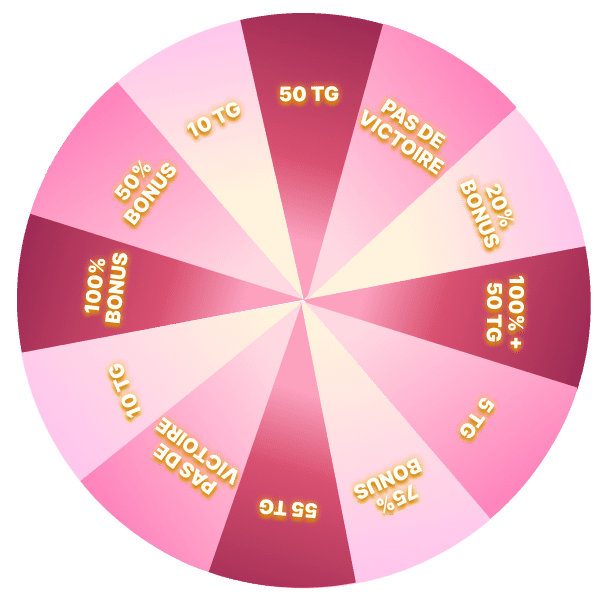 50 TG
PAS DE
VICTOIRE
20%
BONUS
100% +
50 TG
5 TG
75%
BONUS
55 TG
PAS DE
VICTOIRE
10 TG
100%
BONUS
50%
BONUS
10 TG